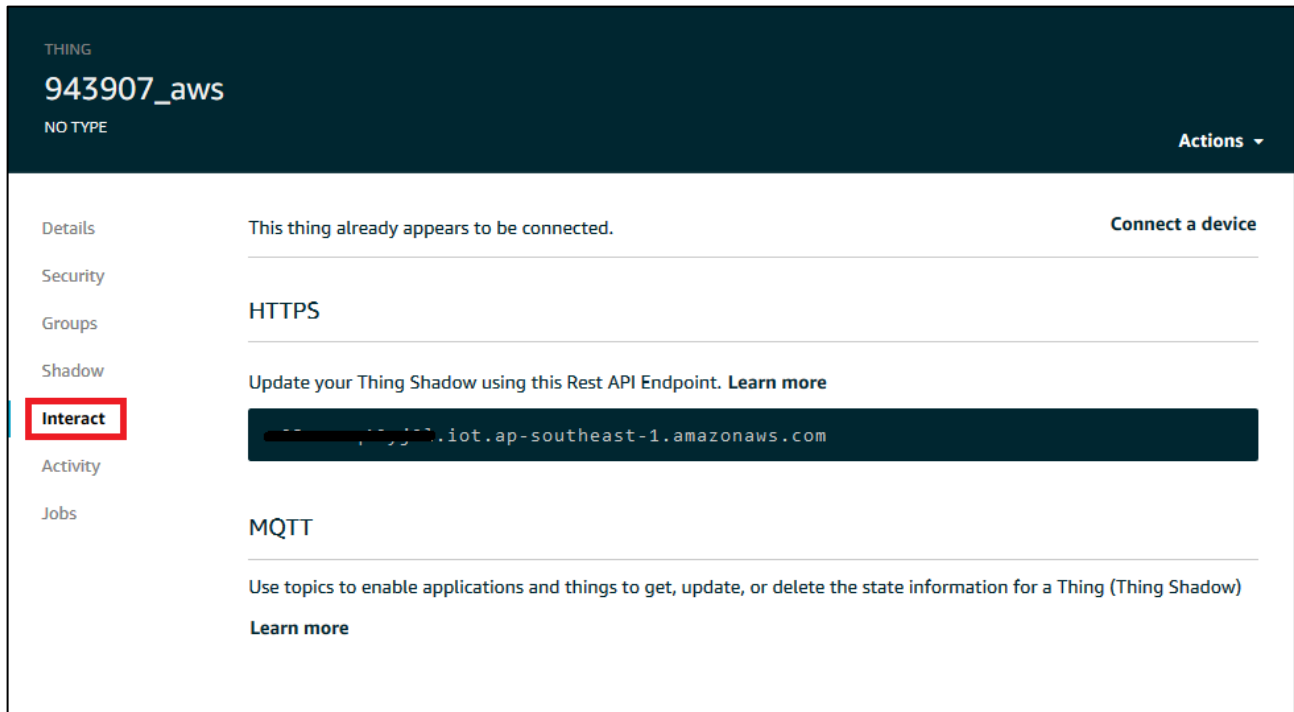 THING
943907_aws
NO TYPE
Actions
Details
Security
Groups
Shadow
Interact
Activity
Jobs
This thing already appears to be connected.
Connect a device
HTTPS
Update your Thing Shadow using this Rest API Endpoint. Learn more
.iot.ap-southeast-1.amazonaws.com
MQTT
Use topics to enable applications and things to get, update, or delete the state information for a Thing (Thing Shadow)
Learn more